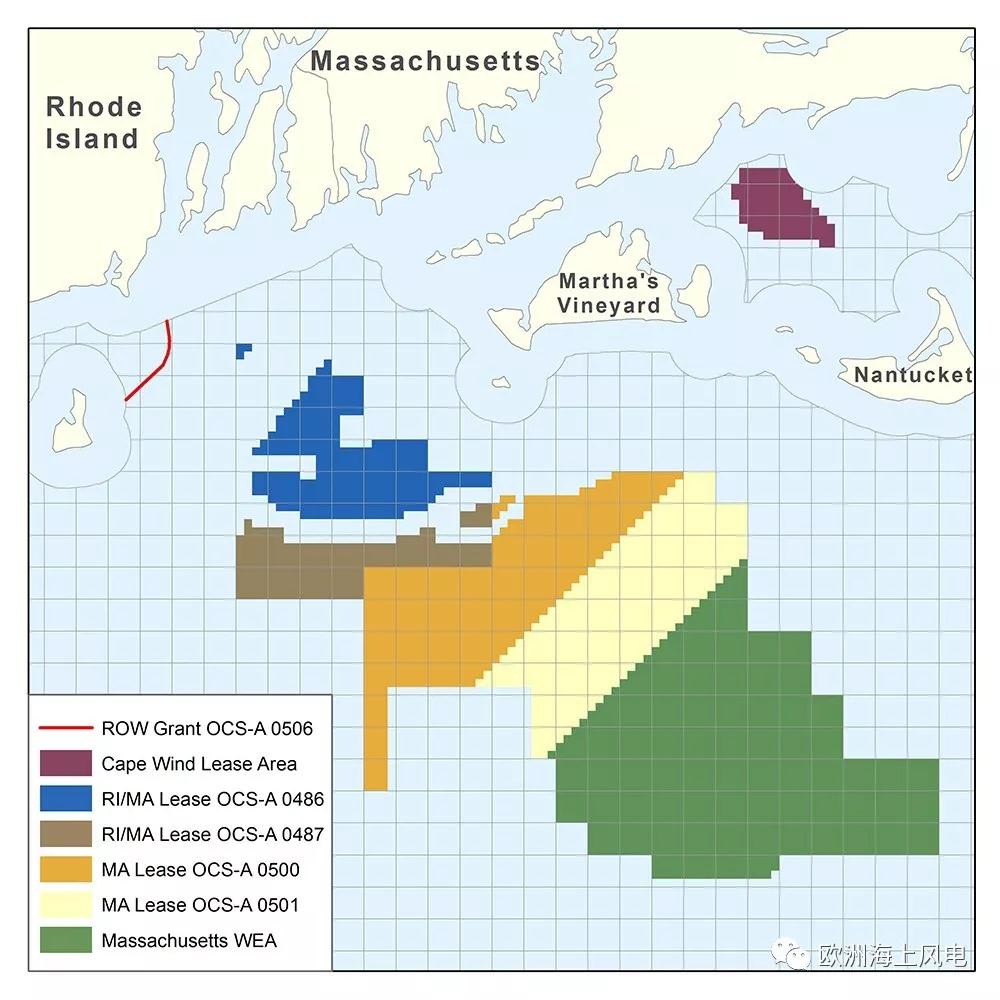 Massachusetts
Rhode
Island
Martha's
Vineyard
Nantucket
ROW Grant OCS-A 0506
Cape Wind Lease Area
RI/MA Lease OCS-A 0486
RI/MA Lease OCS-A 0487
MA Lease OCS-A 0500
MA Lease OCS-A 0501
Massachusetts WEA
欧洲海上风电